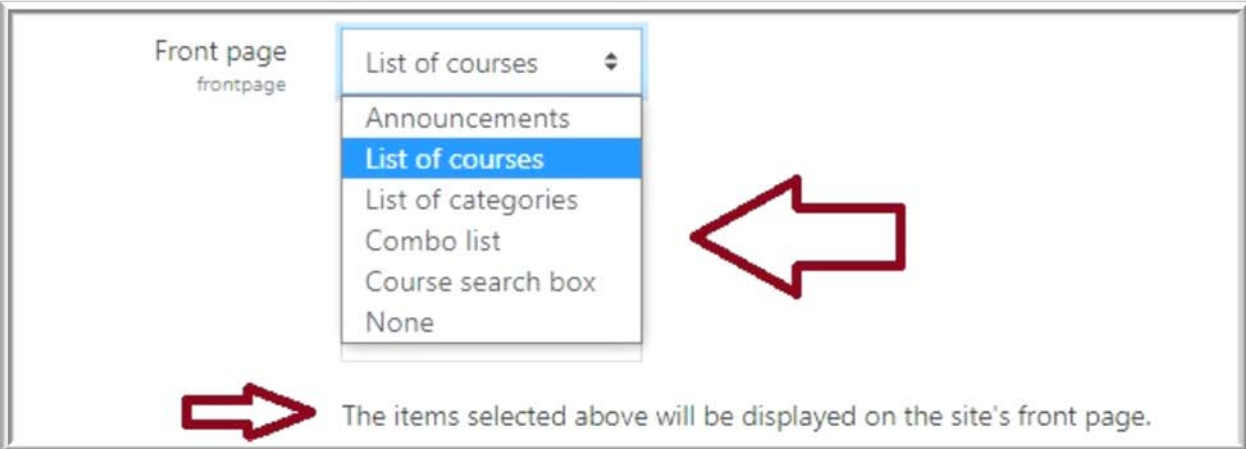 Front page
frontpage
List of courses
Announcements
List of courses
List of categories
Combo list
Course search box
None
The items selected above will be displayed on the site's front page.